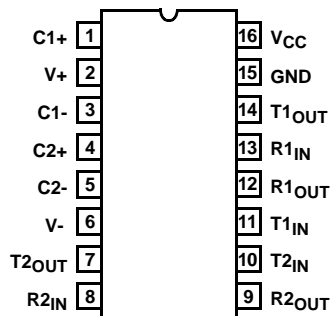 C1+ 1 16 VCC
V+ 2 15 GND
C1- 3 14 T1OUT
C2+ 4 13 R1IN
C2- 5 12 R1OUT
V- 6 11 T1IN
T2OUT 7 10 T2IN
R2IN 8 9 R2OUT